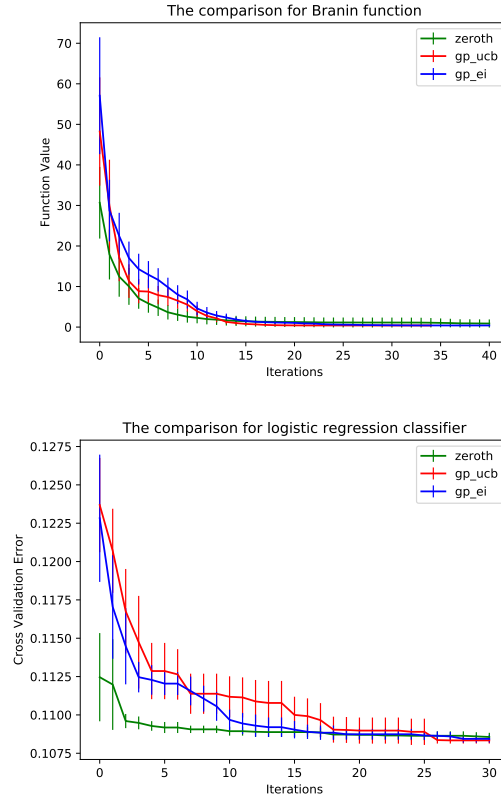 The comparison for Branin function
70
60
50
40
30
20
10
0
Function Value
zeroth
gp_ucb
gp_ei
0 5 10 15 20 25 30 35 40
Iterations
The comparison for logistic regression classifier
0.1275
0.1250
0.1225
0.1200
0.1175
0.1150
0.1125
0.1100
0.1075
Cross Validation Error
zeroth
gp_ucb
gp_ei
0 5 10 15 20 25 30
Iterations